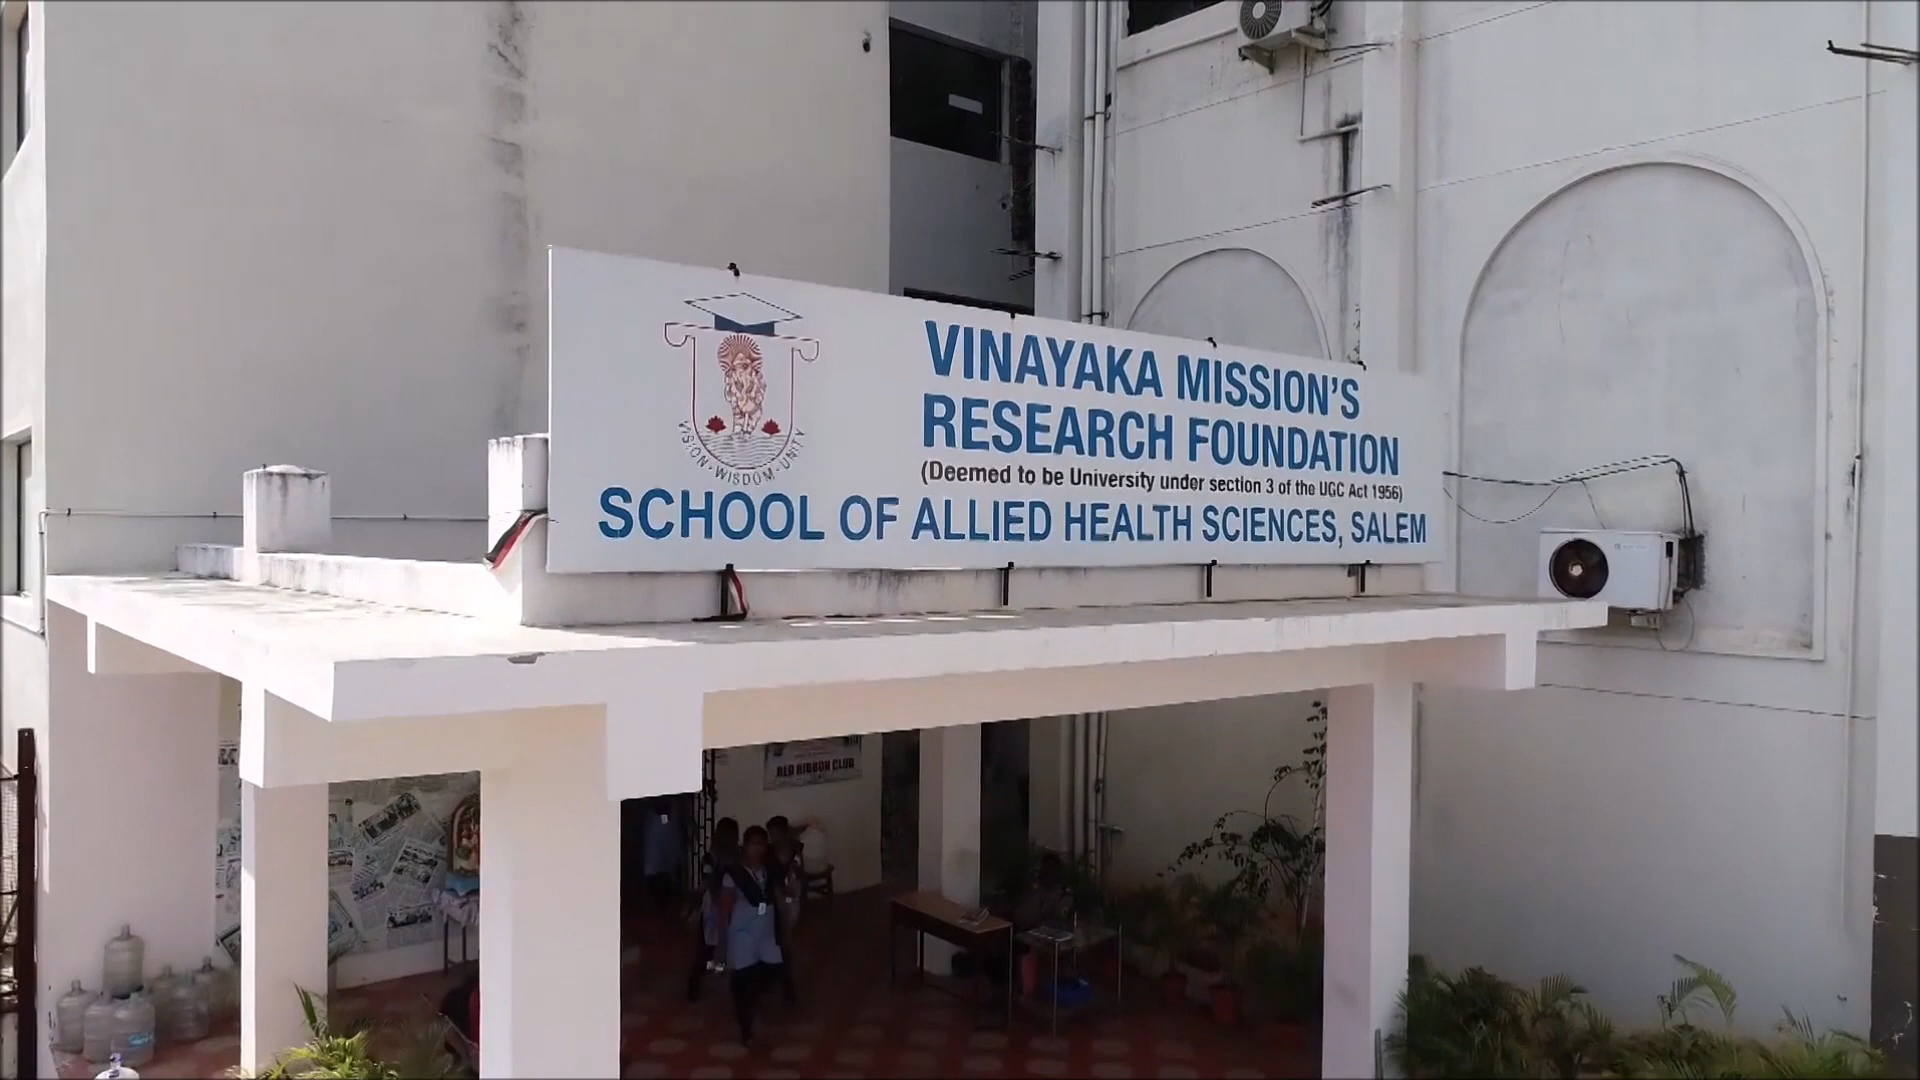 VISION - WISDOM - UNITY
VINAYAKA MISSION'S
RESEARCH FOUNDATION
(Deemed to be University under section 3 of the UGC Act 1956)
SCHOOL OF ALLIED HEALTH SCIENCES, SALEM
RED RIBBON CLUB